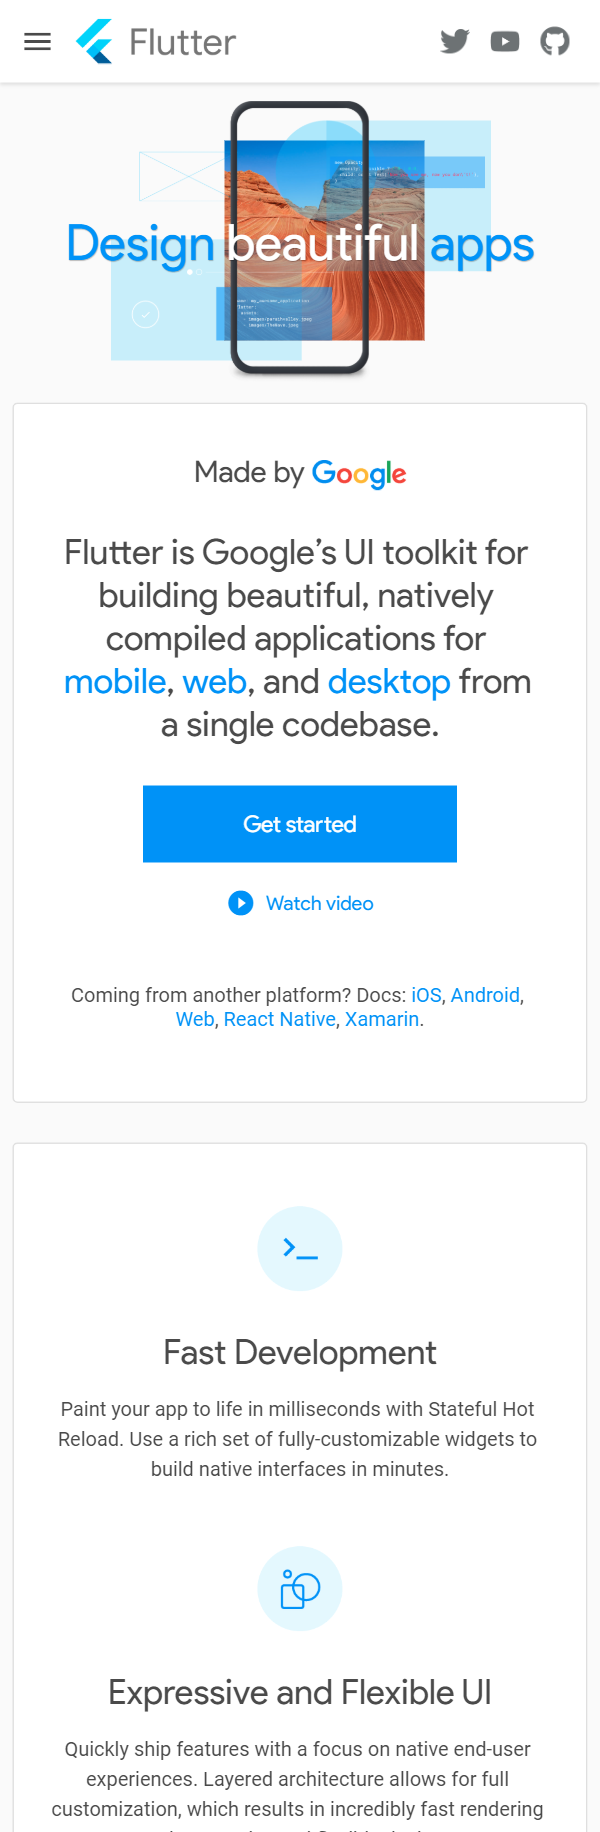 Flutter
Design beautiful apps
Made by Google
Flutter is Google’s UI toolkit for
building beautiful, natively
compiled applications for
mobile, web, and desktop from
a single codebase.
Get started
Watch video
Coming from another platform? Docs: iOS, Android,
Web, React Native, Xamarin.
Fast Development
Paint your app to life in milliseconds with Stateful Hot
Reload. Use a rich set of fully-customizable widgets to
build native interfaces in minutes.
Expressive and Flexible UI
Quickly ship features with a focus on native end-user
experiences. Layered architecture allows for full
customization, which results in incredibly fast rendering